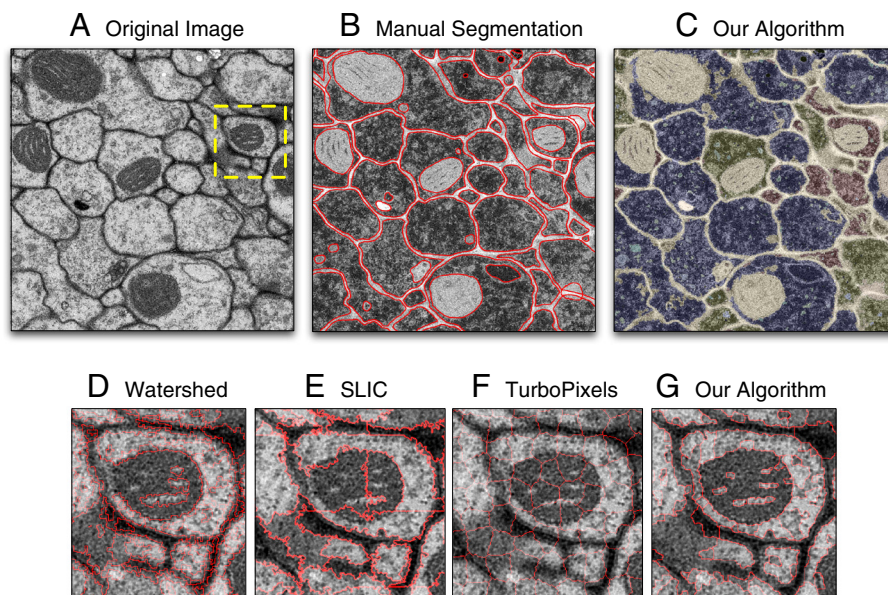 A Original Image
B Manual Segmentation
C Our Algorithm
D Watershed
E SLIC
F TurboPixels
G Our Algorithm